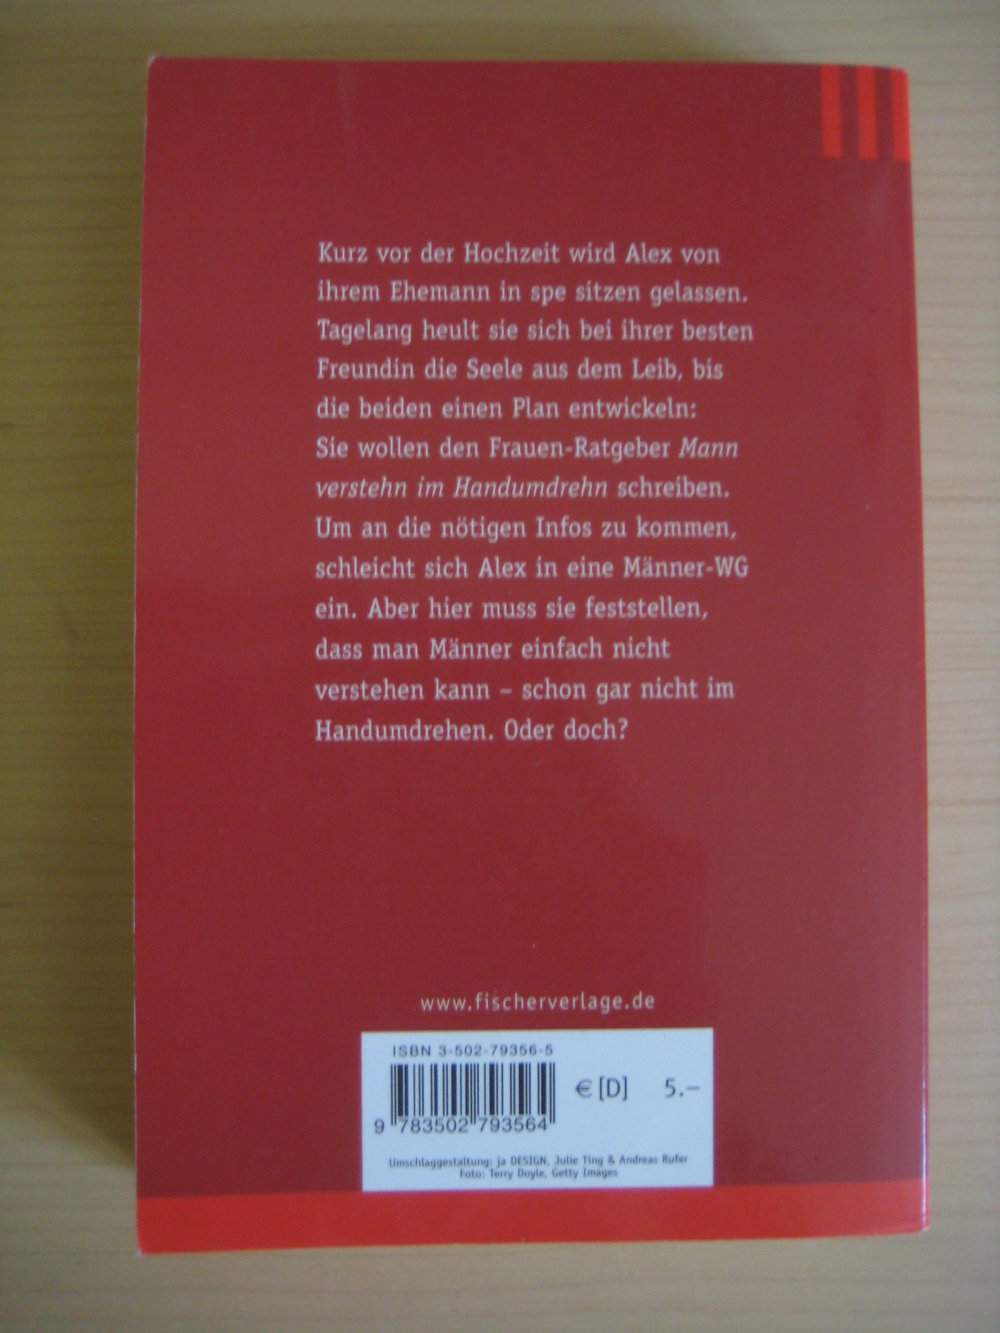 Kurz vor der Hochzeit wird Alex von
ihrem Ehemann in spe sitzen gelassen.
Tagelang heult sie sich bei ihrer besten
Freundin die Seele aus dem Leib, bis
die beiden einen Plan entwickeln:
Sie wollen den Frauen-Ratgeber Mann
verstehn im Handumdrehn schreiben.
Um an die nötigen Infos zu kommen,
schleicht sich Alex in eine Männer-WG
ein. Aber hier muss sie feststellen,
dass man Männer einfach nicht
verstehen kann – schon gar nicht im
Handumdrehen. Oder doch?
www.fischerverlage.de
ISBN 3-502-79356-5
€ [D] 5.–
9 783502 793564
Umschlaggestaltung: ja DESIGN, Julie Ting & Andreas Rufer
Foto: Terry Doyle, Getty Images